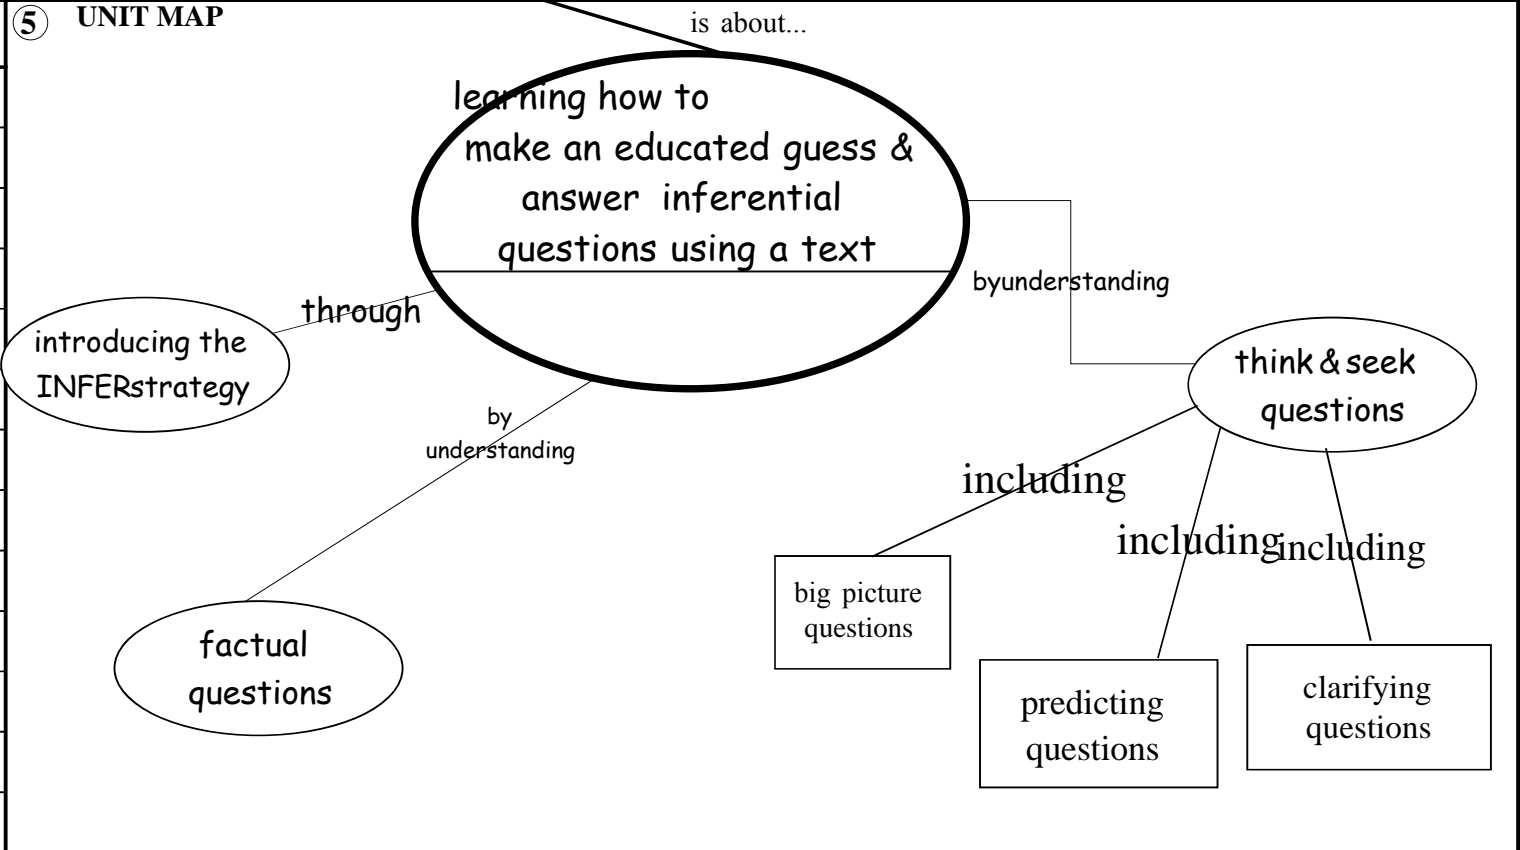 5 UNIT MAP
is about...
learning how to
make an educated guess &
answer inferential
questions using a text
byunderstanding
through
introducing the
INFERstrategy
think & seek
questions
by
understanding
including
including
including
big picture
questions
factual
questions
predicting
questions
clarifying
questions